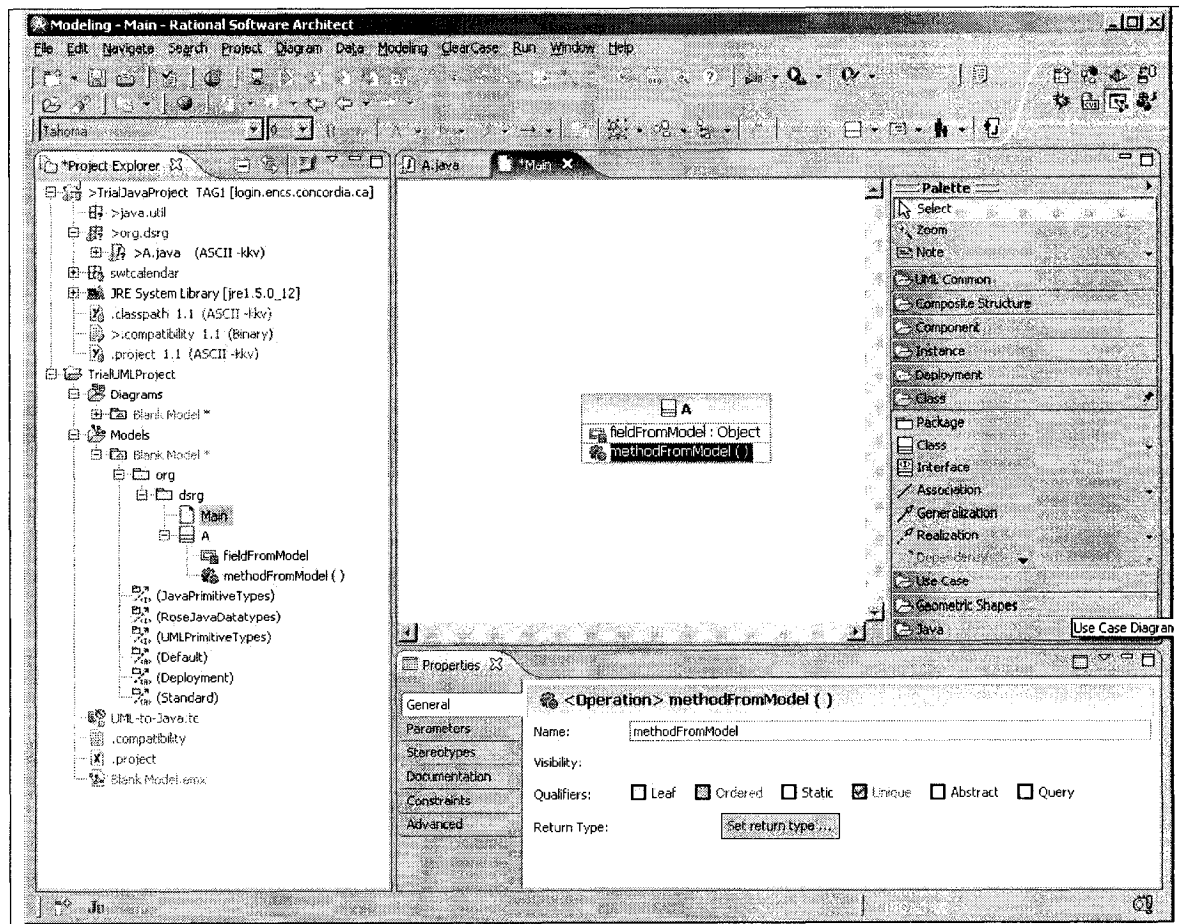 Modeling - Main - Rational Software Architect
File Edit Navigate Search Project Diagram Data Modeling ClearCase Run Window Help
Tahoma
*Project Explorer
>TrialJavaProject TAG1 [login.encs.concordia.ca]
>java.util
>org.dsrg
>A.java (ASCII -kkv)
swtcalendar
JRE System Library [jre1.5.0_12]
.classpath 1.1 (ASCII -kkv)
>.compatibility 1.1 (Binary)
.project 1.1 (ASCII -kkv)
TrialUMLProject
Diagrams
Blank Model *
Models
Blank Model *
org
dsrg
Main
A
fieldFromModel
methodFromModel ( )
(JavaPrimitiveTypes)
(RoseJavaDatatypes)
(UMLPrimitiveTypes)
(Default)
(Deployment)
(Standard)
UML-to-Java.tc
.compatibility
.project
Blank Model.emx
A.java
*Main
A
fieldFromModel : Object
methodFromModel ( )
Palette
Select
Zoom
Note
UML Common
Composite Structure
Component
Instance
Deployment
Class
Package
Class
Interface
Association
Generalization
Realization
Dependency
Use Case
Geometric Shapes
Java
Use Case Diagram
Properties
General
Parameters
Stereotypes
Documentation
Constraints
Advanced
<Operation> methodFromModel ( )
Name: methodFromModel
Visibility:
Qualifiers: Leaf Ordered Static Unique Abstract Query
Return Type: Set return type ...